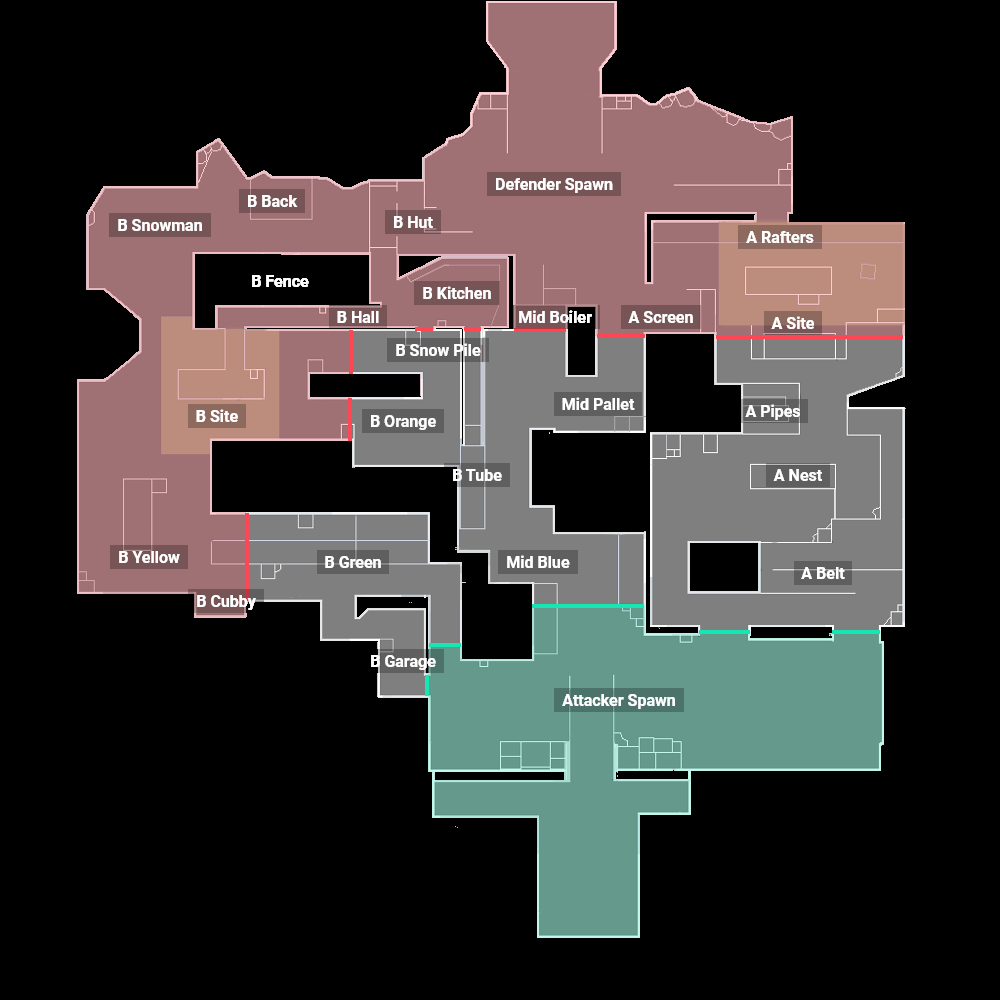 Defender Spawn
B Back
B Snowman
B Hut
A Rafters
B Fence
B Kitchen
B Hall
Mid Boiler
A Screen
A Site
B Snow Pile
Mid Pallet
A Pipes
B Site
B Orange
B Tube
A Nest
B Yellow
B Green
Mid Blue
A Belt
B Cubby
B Garage
Attacker Spawn